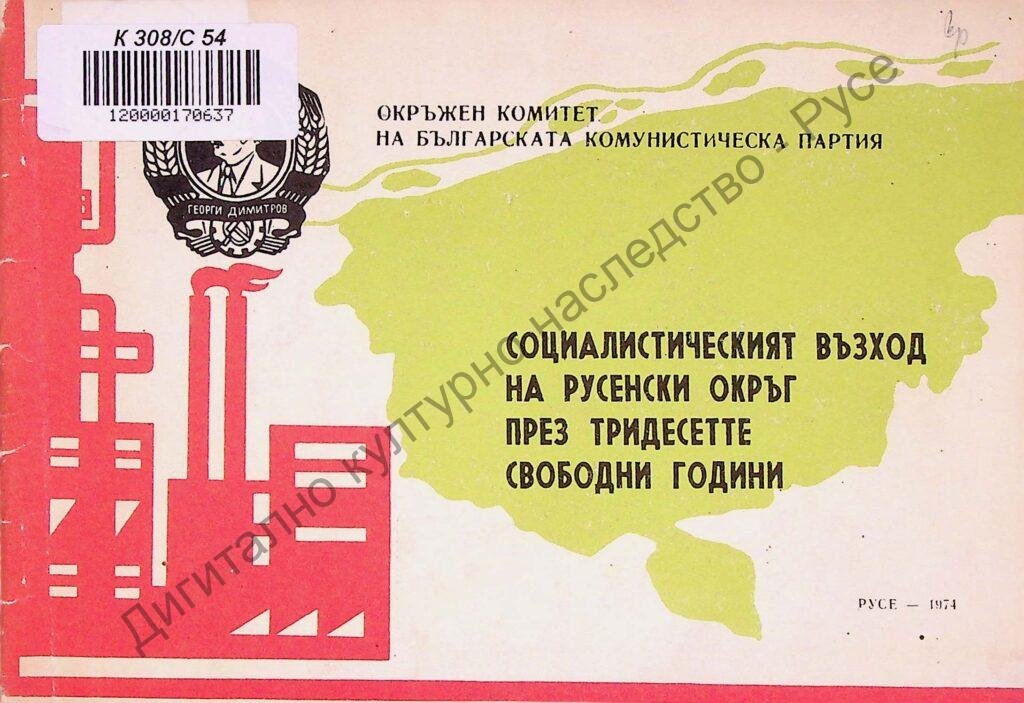 К 308/С 54
120000170637
ОКРЪЖЕН КОМИТЕТ
НА БЪЛГАРСКАТА КОМУНИСТИЧЕСКА ПАРТИЯ
ГЕОРГИ ДИМИТРОВ
СОЦИАЛИСТИЧЕСКИЯТ ВЪЗХОД
НА РУСЕНСКИ ОКРЪГ
ПРЕЗ ТРИДЕСЕТТЕ
СВОБОДНИ ГОДИНИ
РУСЕ — 1974
Дигитално културно наследство - Русе